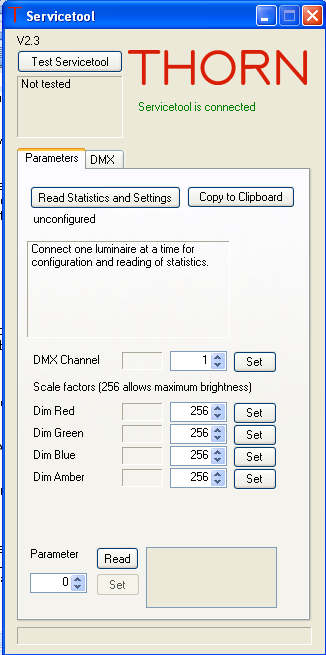 Servicetool
V2.3
Test Servicetool
THORN
Not tested
Servicetool is connected
Parameters
DMX
Read Statistics and Settings
Copy to Clipboard
unconfigured
Connect one luminaire at a time for
configuration and reading of statistics.
DMX Channel 1 Set
Scale factors (256 allows maximum brightness)
Dim Red 256 Set
Dim Green 256 Set
Dim Blue 256 Set
Dim Amber 256 Set
Parameter
Read
0
Set